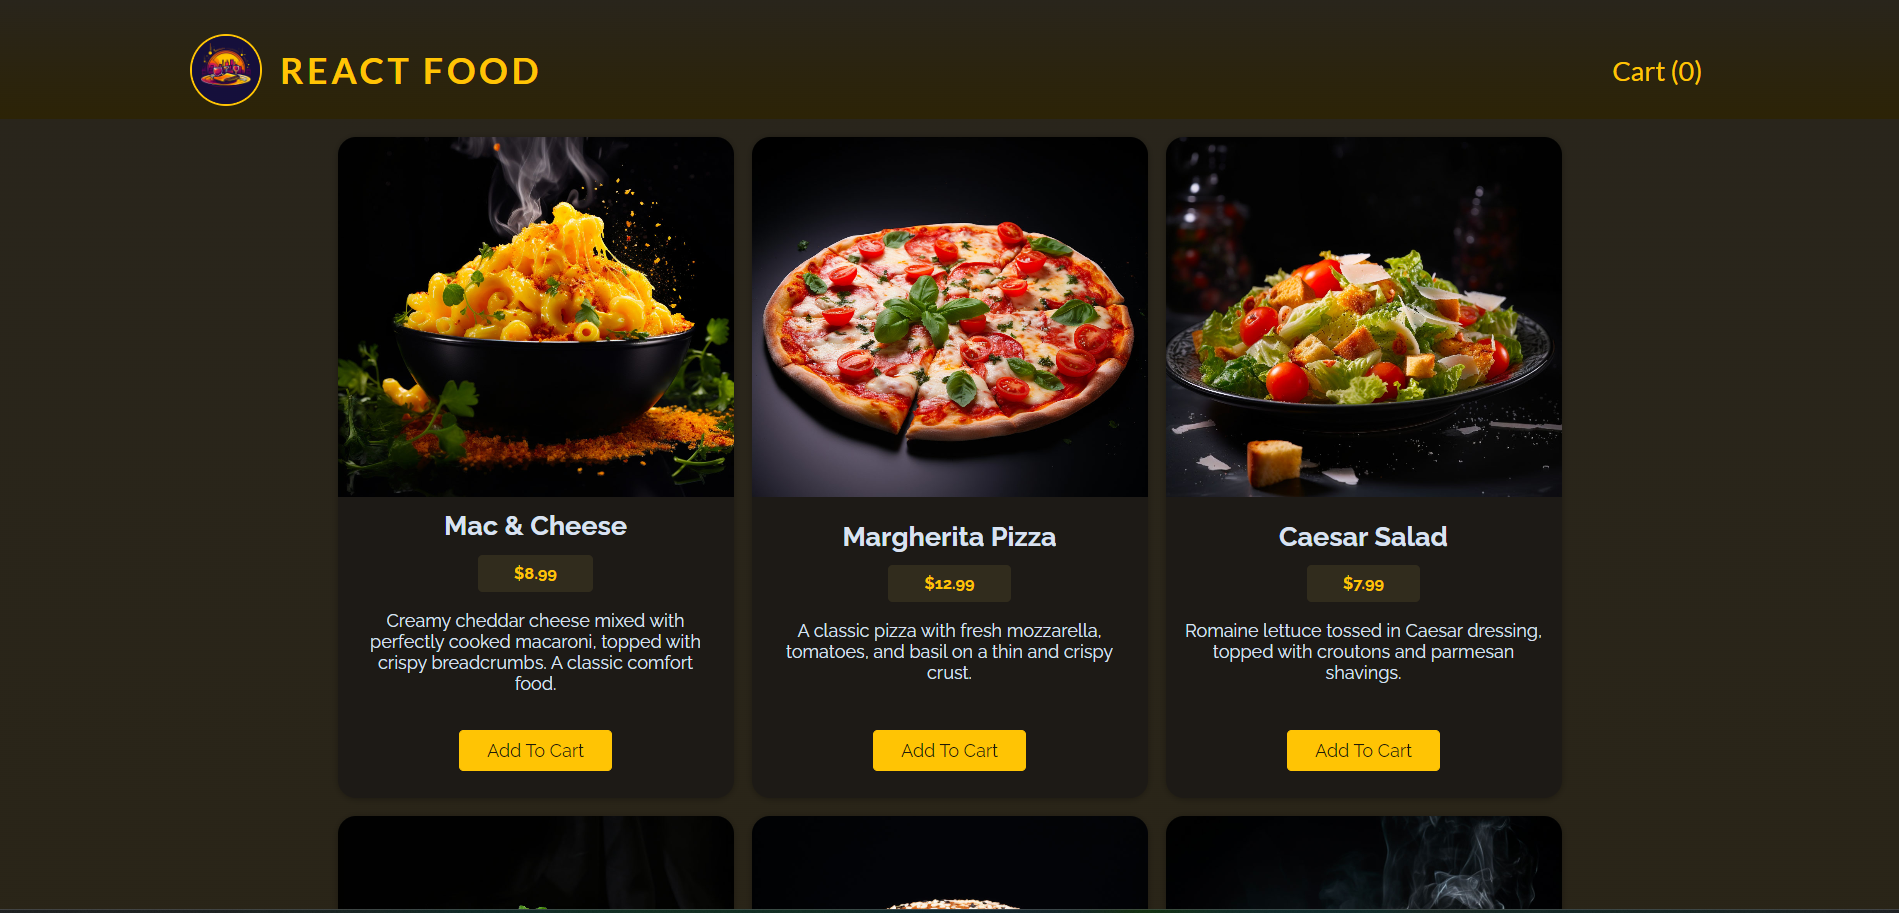 REACT FOOD
Cart (0)
Mac & Cheese
$8.99
Creamy cheddar cheese mixed with
perfectly cooked macaroni, topped with
crispy breadcrumbs. A classic comfort
food.
Add To Cart
Margherita Pizza
$12.99
A classic pizza with fresh mozzarella,
tomatoes, and basil on a thin and crispy
crust.
Add To Cart
Caesar Salad
$7.99
Romaine lettuce tossed in Caesar dressing,
topped with croutons and parmesan
shavings.
Add To Cart